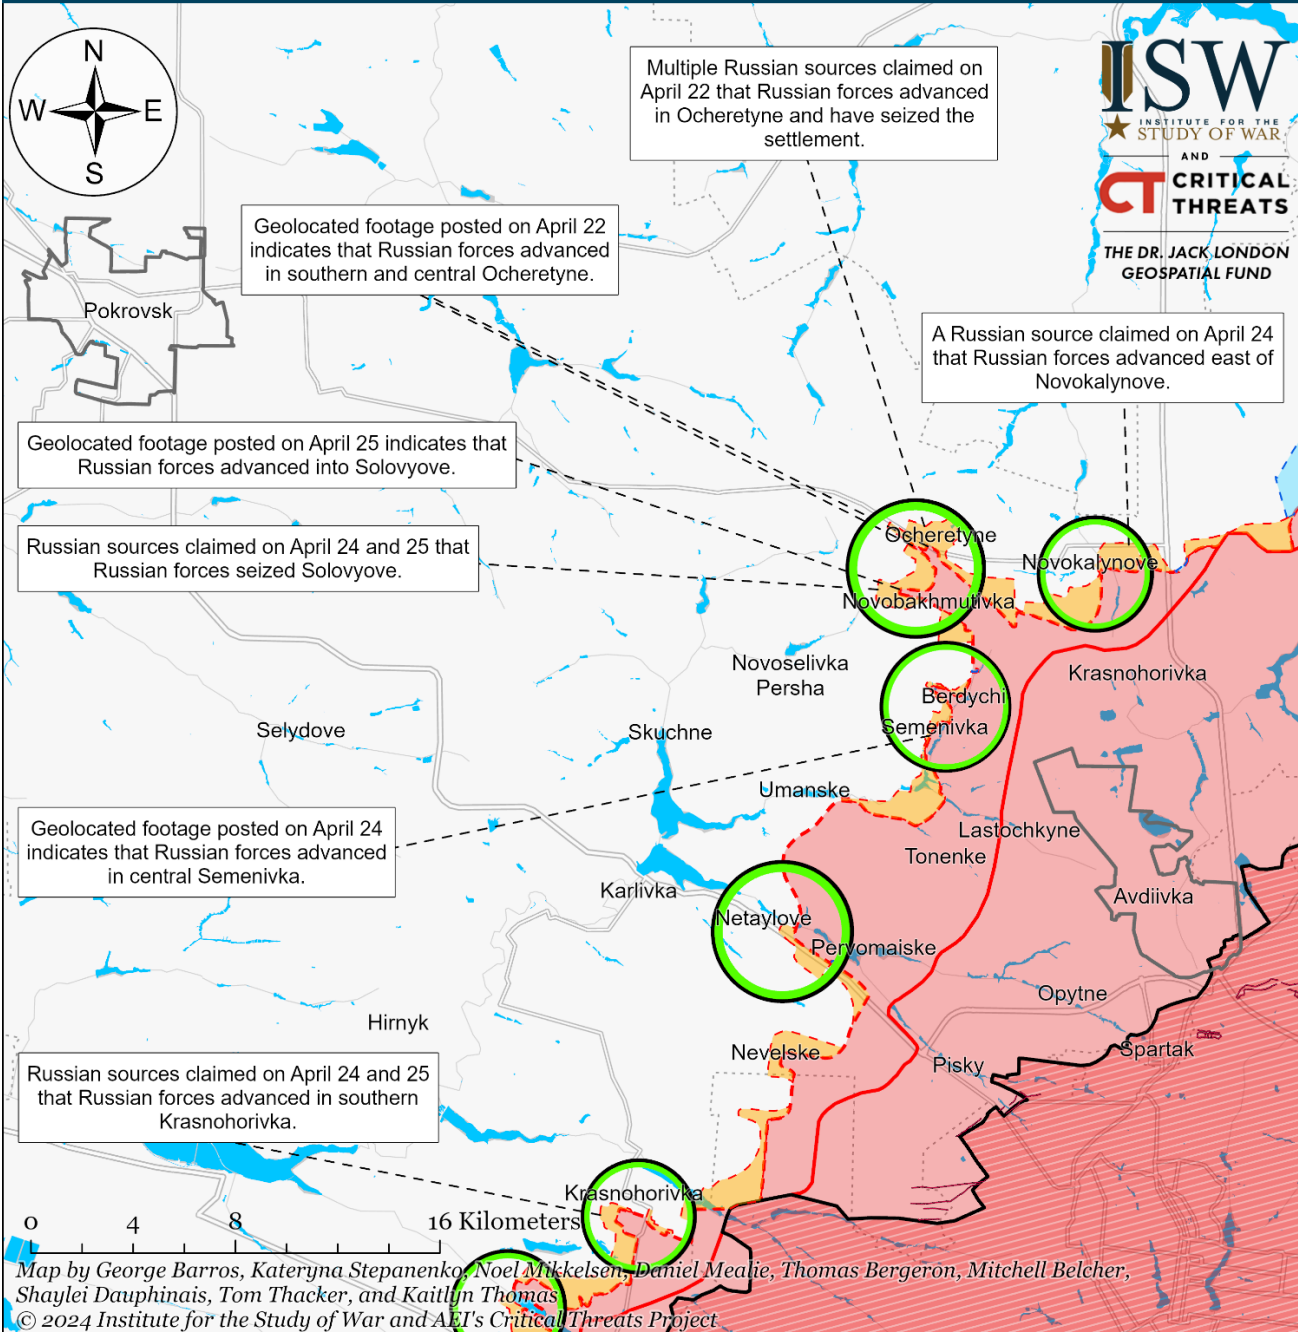 N
W E
S
Multiple Russian sources claimed on
April 22 that Russian forces advanced
in Ocheretyne and have seized the
settlement.
ISW
INSTITUTE FOR THE
STUDY OF WAR
AND
CT CRITICAL
THREATS
THE DR. JACK LONDON
GEOSPATIAL FUND
Geolocated footage posted on April 22
indicates that Russian forces advanced
in southern and central Ocheretyne.
Pokrovsk
A Russian source claimed on April 24
that Russian forces advanced east of
Novokalynove.
Geolocated footage posted on April 25 indicates that
Russian forces advanced into Solovyove.
Russian sources claimed on April 24 and 25 that
Russian forces seized Solovyove.
Ocheretyne
Novokalynove
Novobakhmutivka
Novoselivka
Persha
Krasnohorivka
Berdychi
Semenivka
Selydove
Skuchne
Umanske
Geolocated footage posted on April 24
indicates that Russian forces advanced
in central Semenivka.
Lastochkyne
Tonenke
Karlivka
Avdiivka
Netaylove
Pervomaiske
Opytne
Hirnyk
Nevelske
Spartak
Pisky
Russian sources claimed on April 24 and 25
that Russian forces advanced in southern
Krasnohorivka.
Krasnohorivka
0 4 8 16 Kilometers
Map by George Barros, Kateryna Stepanenko, Noel Mikkelsen, Daniel Mealie, Thomas Bergeron, Mitchell Belcher,
Shaylei Dauphinais, Tom Thacker, and Kaitlyn Thomas
© 2024 Institute for the Study of War and AEI's Critical Threats Project